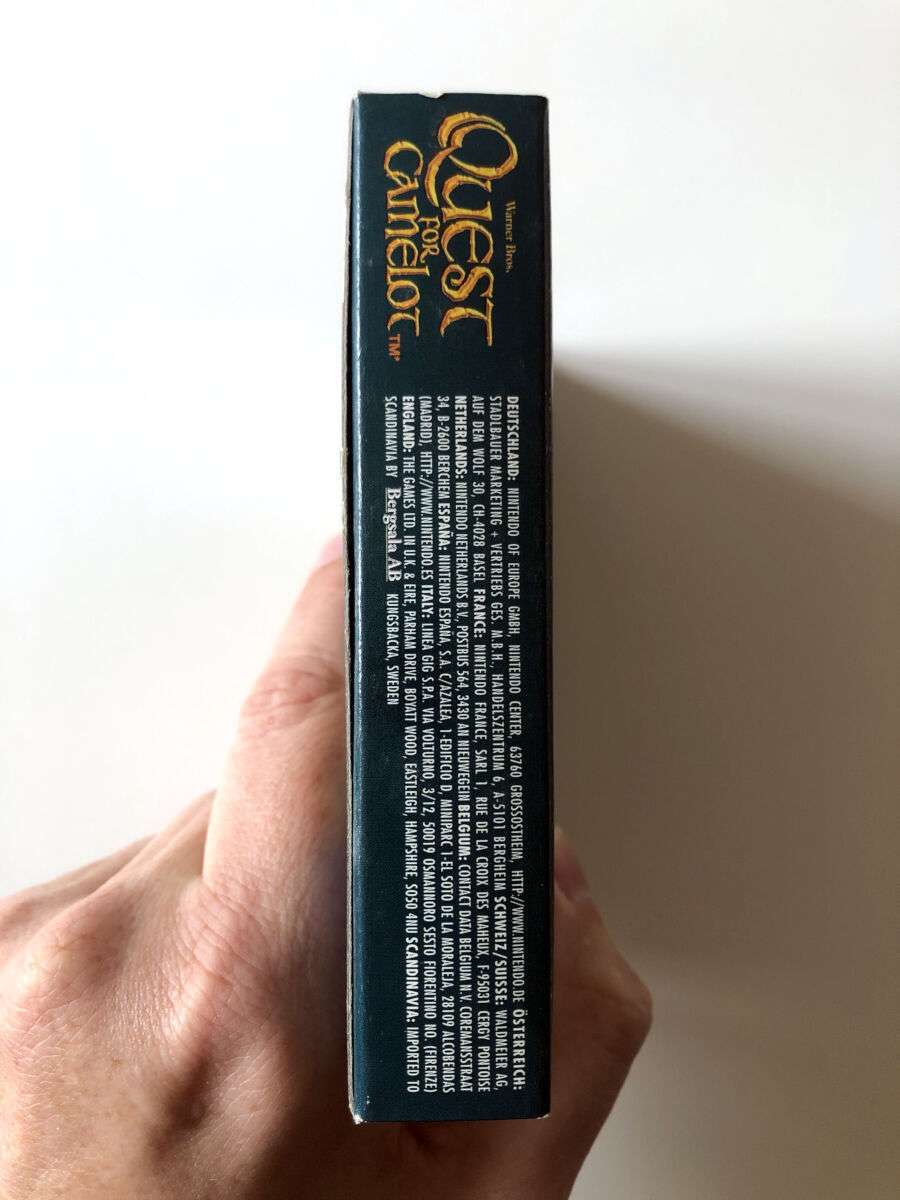 Warner Bros.
QUEST
FOR
CAMELOT™
DEUTSCHLAND: NINTENDO OF EUROPE GMBH, NINTENDO CENTER, 63760 GROSSOSTHEIM, HTTP://WWW.NINTENDO.DE ÖSTERREICH:
STADLBAUER MARKETING + VERTRIEBS GES. M.B.H., HANDELSZENTRUM 6, A-5101 BERGHEIM SCHWEIZ/SUISSE: WALDMEIER AG,
AUF DEM WOLF 30, CH-4028 BASEL FRANCE: NINTENDO FRANCE, SARL 1, RUE DE LA CROIX DES MAHEUX, F-95031 CERGY PONTOISE
NETHERLANDS: NINTENDO NETHERLANDS B.V., POSTBUS 564, 3430 AN NIEUWEGEIN BELGIUM: CONTACT DATA BELGIUM N.V. COREMANSSTRAAT
34, B-2600 BERCHEM ESPAÑA: NINTENDO ESPAÑA, S.A. C/AZALEA, 1-EDIFICIO D, MINIPARC 1-EL SOTO DE LA MORALEJA, 28109 ALCOBENDAS
(MADRID), HTTP://WWW.NINTENDO.ES ITALY: LINEA GIG S.P.A. VIA VOLTURNO, 3/12, 50019 OSMANNORO SESTO FIORENTINO NO. (FIRENZE)
ENGLAND: THE GAMES LTD. IN U.K. & EIRE, PARHAM DRIVE, BOYATT WOOD, EASTLEIGH, HAMPSHIRE, SO50 4NU SCANDINAVIA: IMPORTED TO
SCANDINAVIA BY Bergsala AB KUNGSBACKA, SWEDEN